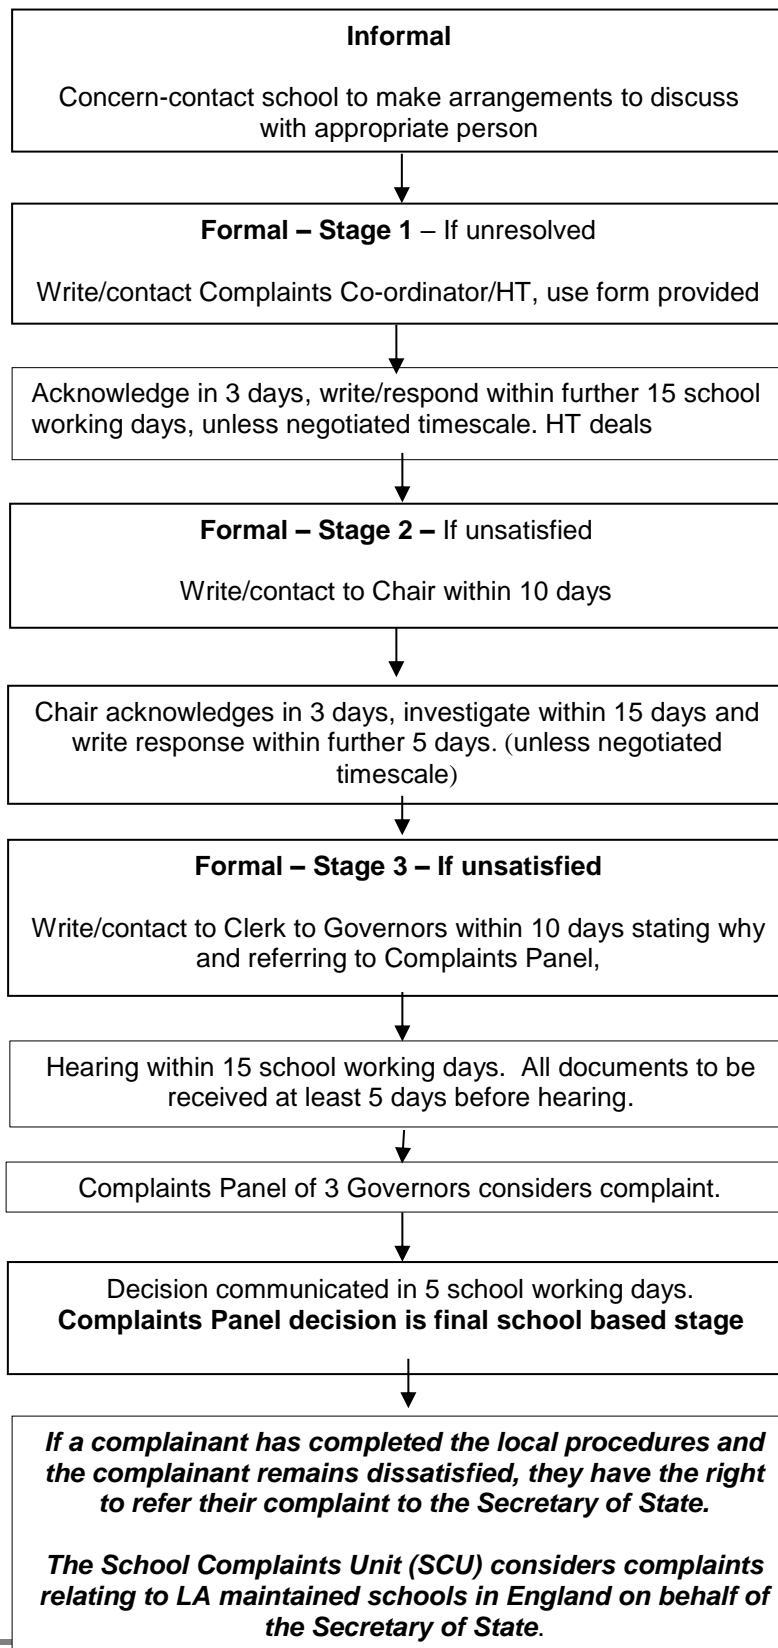 Informal
Concern-contact school to make arrangements to discuss
with appropriate person
Formal – Stage 1 – If unresolved
Write/contact Complaints Co-ordinator/HT, use form provided
Acknowledge in 3 days, write/respond within further 15 school
working days, unless negotiated timescale. HT deals
Formal – Stage 2 – If unsatisfied
Write/contact to Chair within 10 days
Chair acknowledges in 3 days, investigate within 15 days and
write response within further 5 days. (unless negotiated
timescale)
Formal – Stage 3 – If unsatisfied
Write/contact to Clerk to Governors within 10 days stating why
and referring to Complaints Panel,
Hearing within 15 school working days.  All documents to be
received at least 5 days before hearing.
Complaints Panel of 3 Governors considers complaint.
Decision communicated in 5 school working days.
Complaints Panel decision is final school based stage
If a complainant has completed the local procedures and
the complainant remains dissatisfied, they have the right
to refer their complaint to the Secretary of State.
The School Complaints Unit (SCU) considers complaints
relating to LA maintained schools in England on behalf of
the Secretary of State.